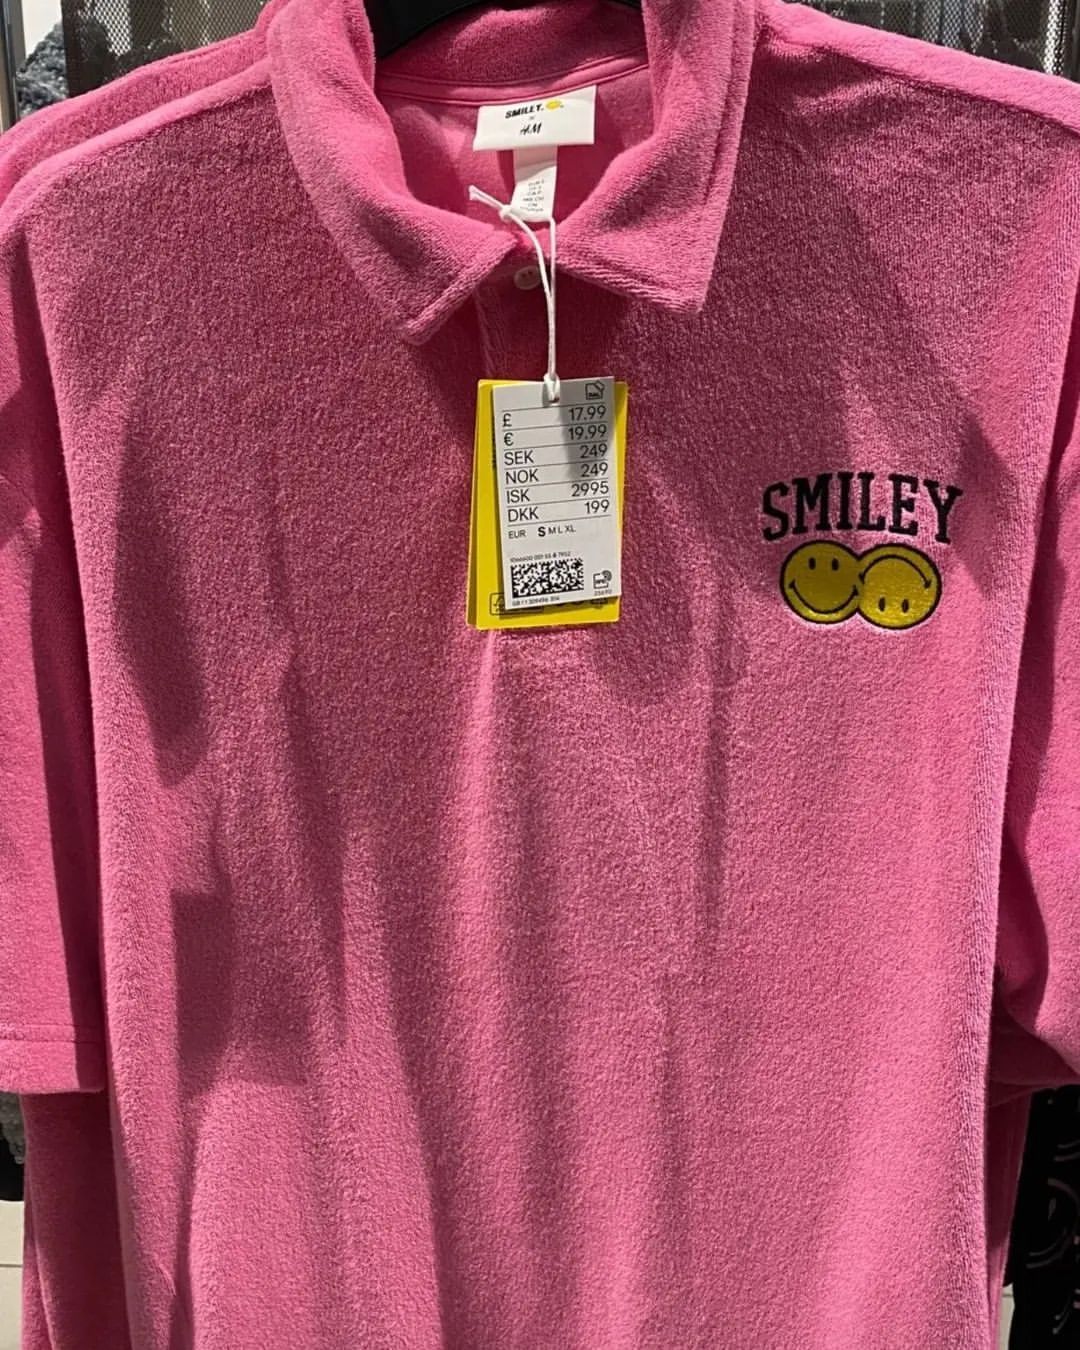 SMILEY.
×
H&M
£ 17.99
€ 19.99
SEK 249
NOK 249
ISK 2995
DKK 199
EUR S M L XL
SMILEY